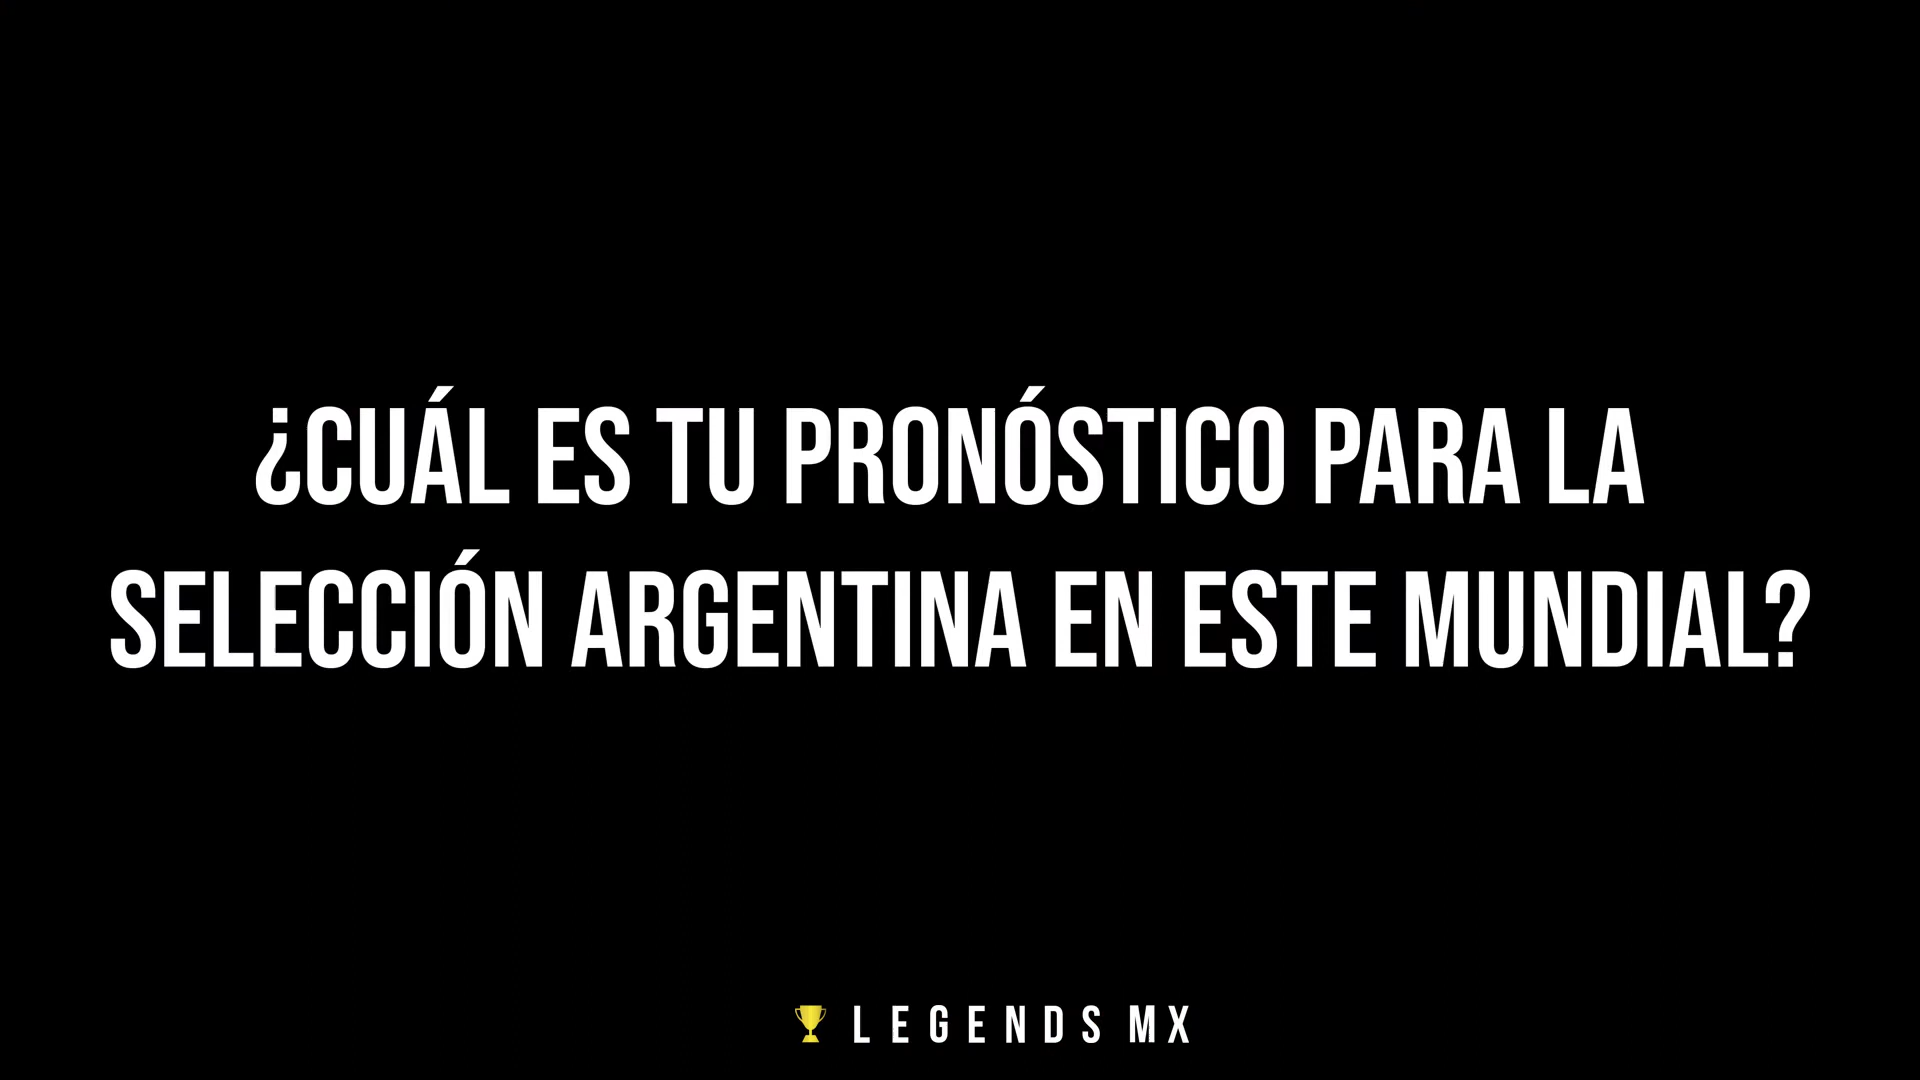 ¿CUÁL ES TU PRONÓSTICO PARA LA
SELECCIÓN ARGENTINA EN ESTE MUNDIAL?
LEGENDS MX